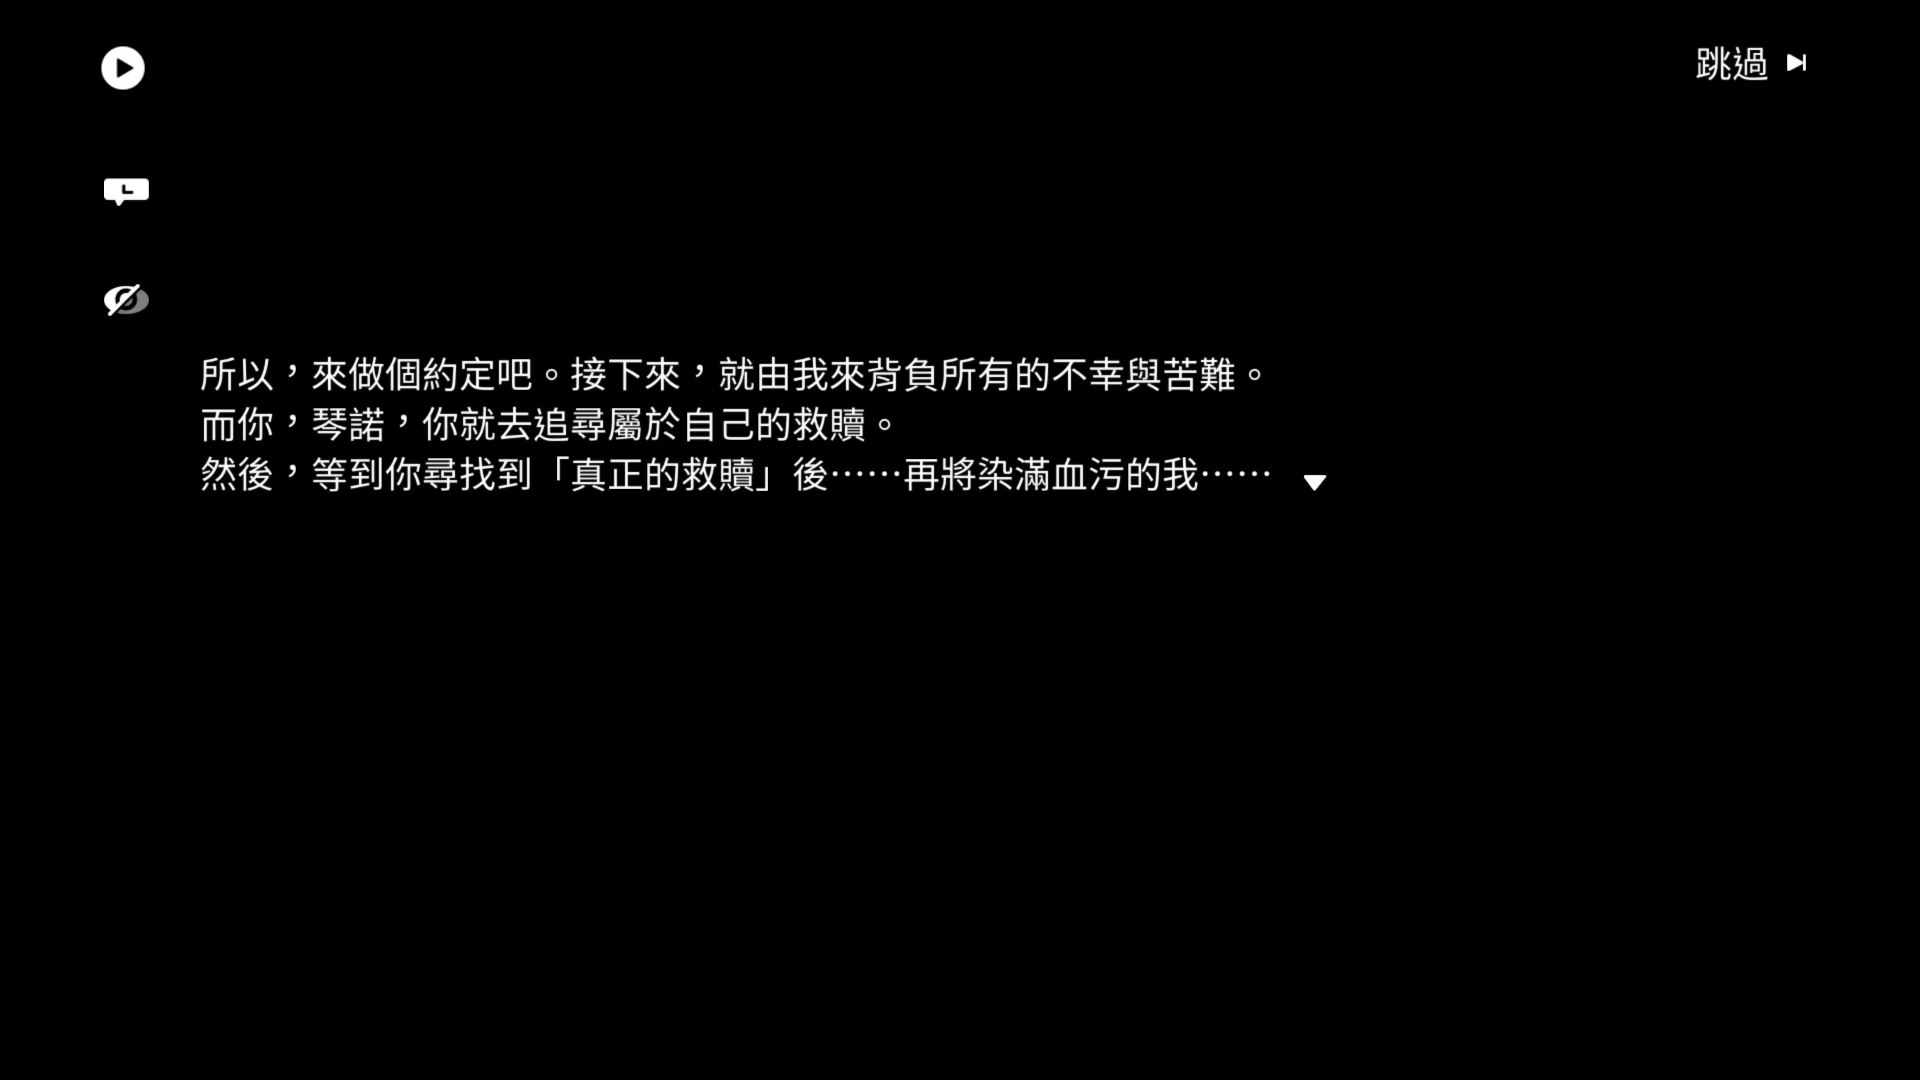 跳過
所以，來做個約定吧。接下來，就由我來背負所有的不幸與苦難。
而你，琴諾，你就去追尋屬於自己的救贖。
然後，等到你尋找到「真正的救贖」後……再將染滿血污的我……